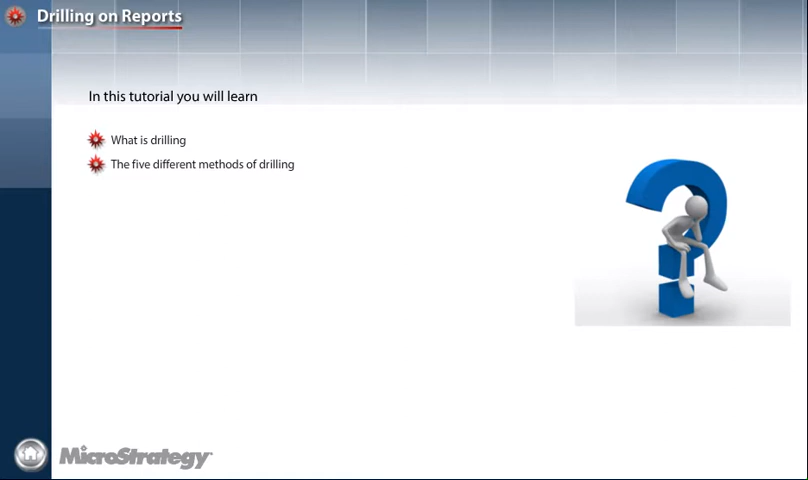 Drilling on Reports
In this tutorial you will learn
What is drilling
The five different methods of drilling
MicroStrategy